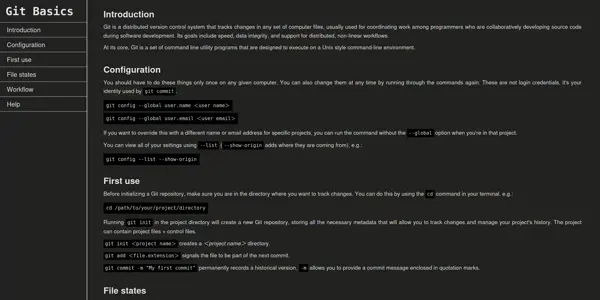 Git Basics
Introduction
Configuration
First use
File states
Workflow
Help
Introduction
Git is a distributed version control system that tracks changes in any set of computer files, usually used for coordinating work among programmers who are collaboratively developing source code
during software development. Its goals include speed, data integrity, and support for distributed, non-linear workflows.
At its core, Git is a set of command line utility programs that are designed to execute on a Unix style command-line environment.
Configuration
You should have to do these things only once on any given computer. You can also change them at any time by running through the commands again. These are not login credentials, it's your
identity used by git commit.
git config --global user.name <user name>
git config --global user.email <user email>
If you want to override this with a different name or email address for specific projects, you can run the command without the --global option when you're in that project.
You can view all of your settings using --list ( --show-origin adds where they are coming from), e.g.:
git config --list --show-origin
First use
Before initializing a Git repository, make sure you are in the directory where you want to track changes. You can do this by using the cd command in your terminal. e.g.:
cd /path/to/your/project/directory
Running git init in the project directory will create a new Git repository, storing all the necessary metadata that will allow you to track changes and manage your project's history. The project
can contain project files + control files.
git init <project name> creates a <project name> directory.
git add <file.extension> signals the file to be part of the next commit.
git commit -m "My first commit" permanently records a historical version, -m allows you to provide a commit message enclosed in quotation marks.
File states